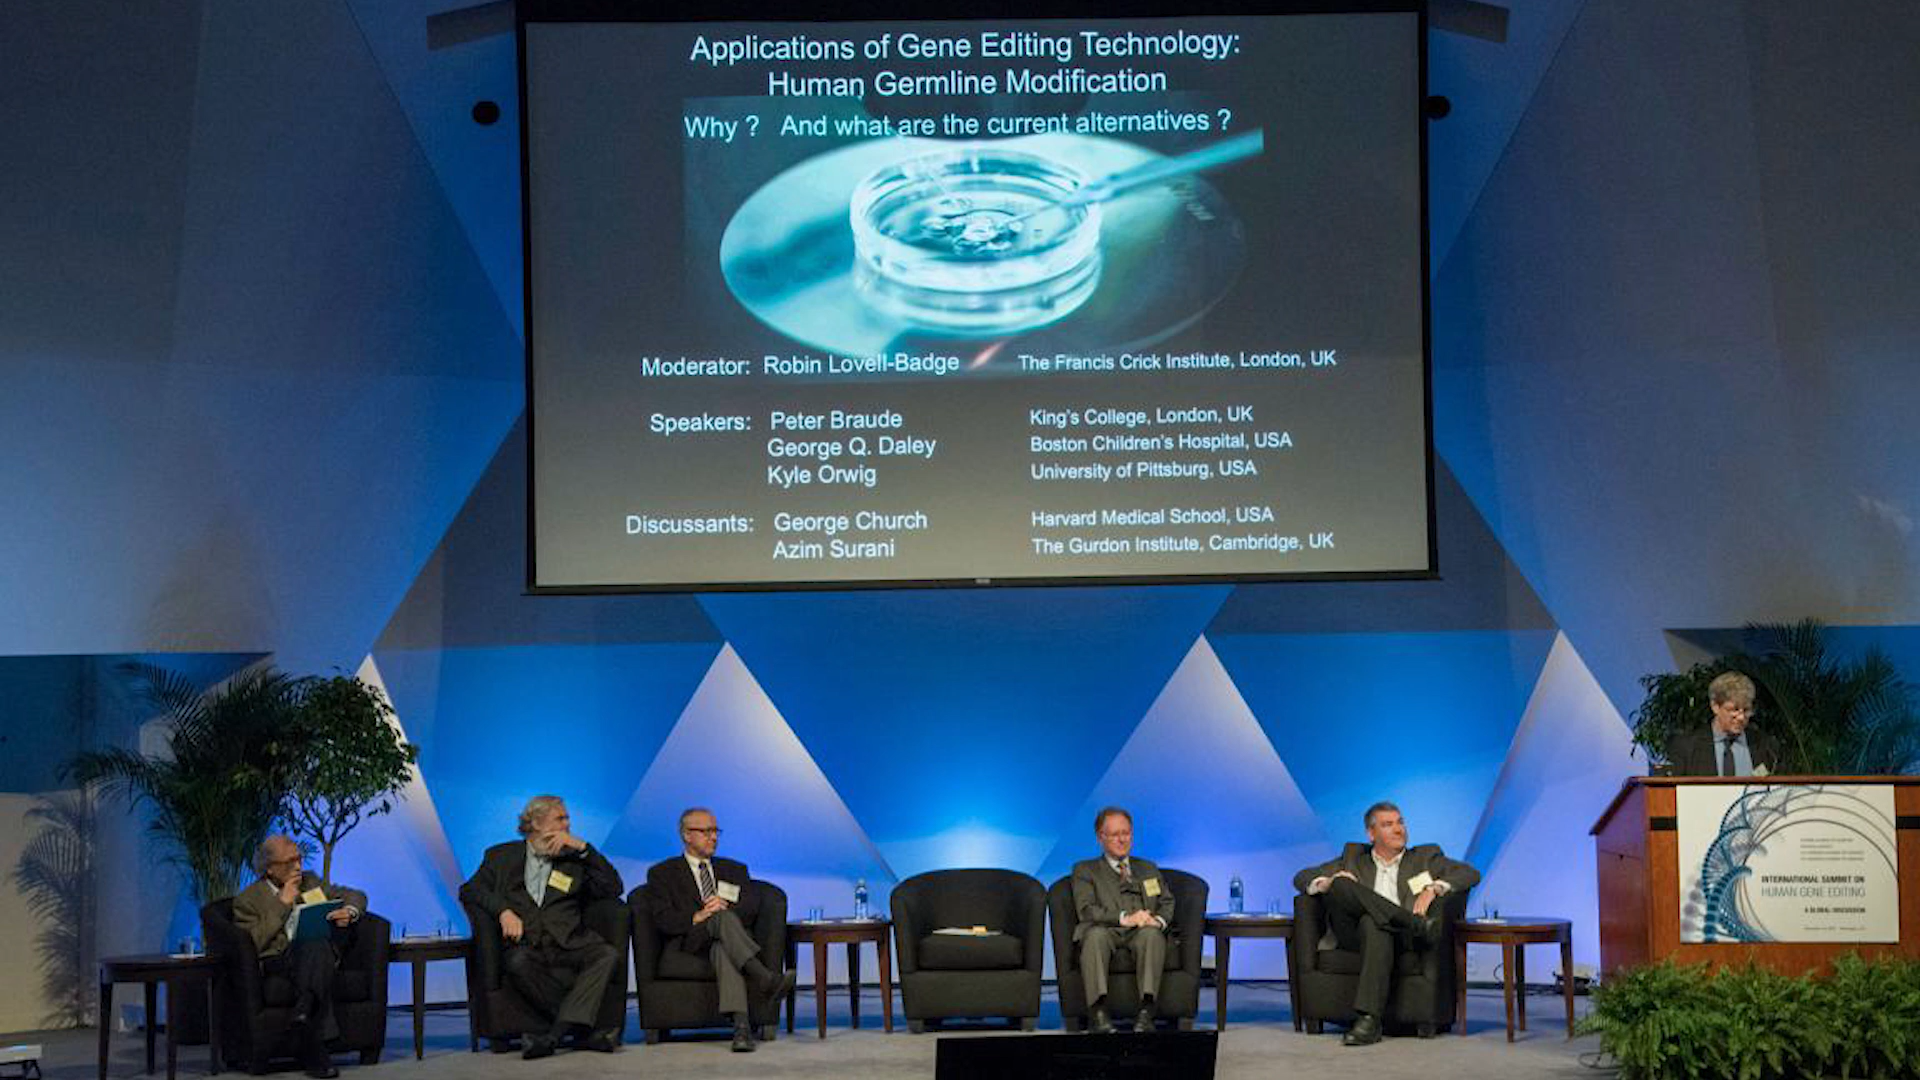 Applications of Gene Editing Technology:
Human Germline Modification
Why ? And what are the current alternatives ?
Moderator: Robin Lovell-Badge The Francis Crick Institute, London, UK
Speakers: Peter Braude King's College, London, UK
George Q. Daley Boston Children's Hospital, USA
Kyle Orwig University of Pittsburg, USA
Discussants: George Church Harvard Medical School, USA
Azim Surani The Gurdon Institute, Cambridge, UK
INTERNATIONAL SUMMIT ON
HUMAN GENE EDITING
A GLOBAL DISCUSSION